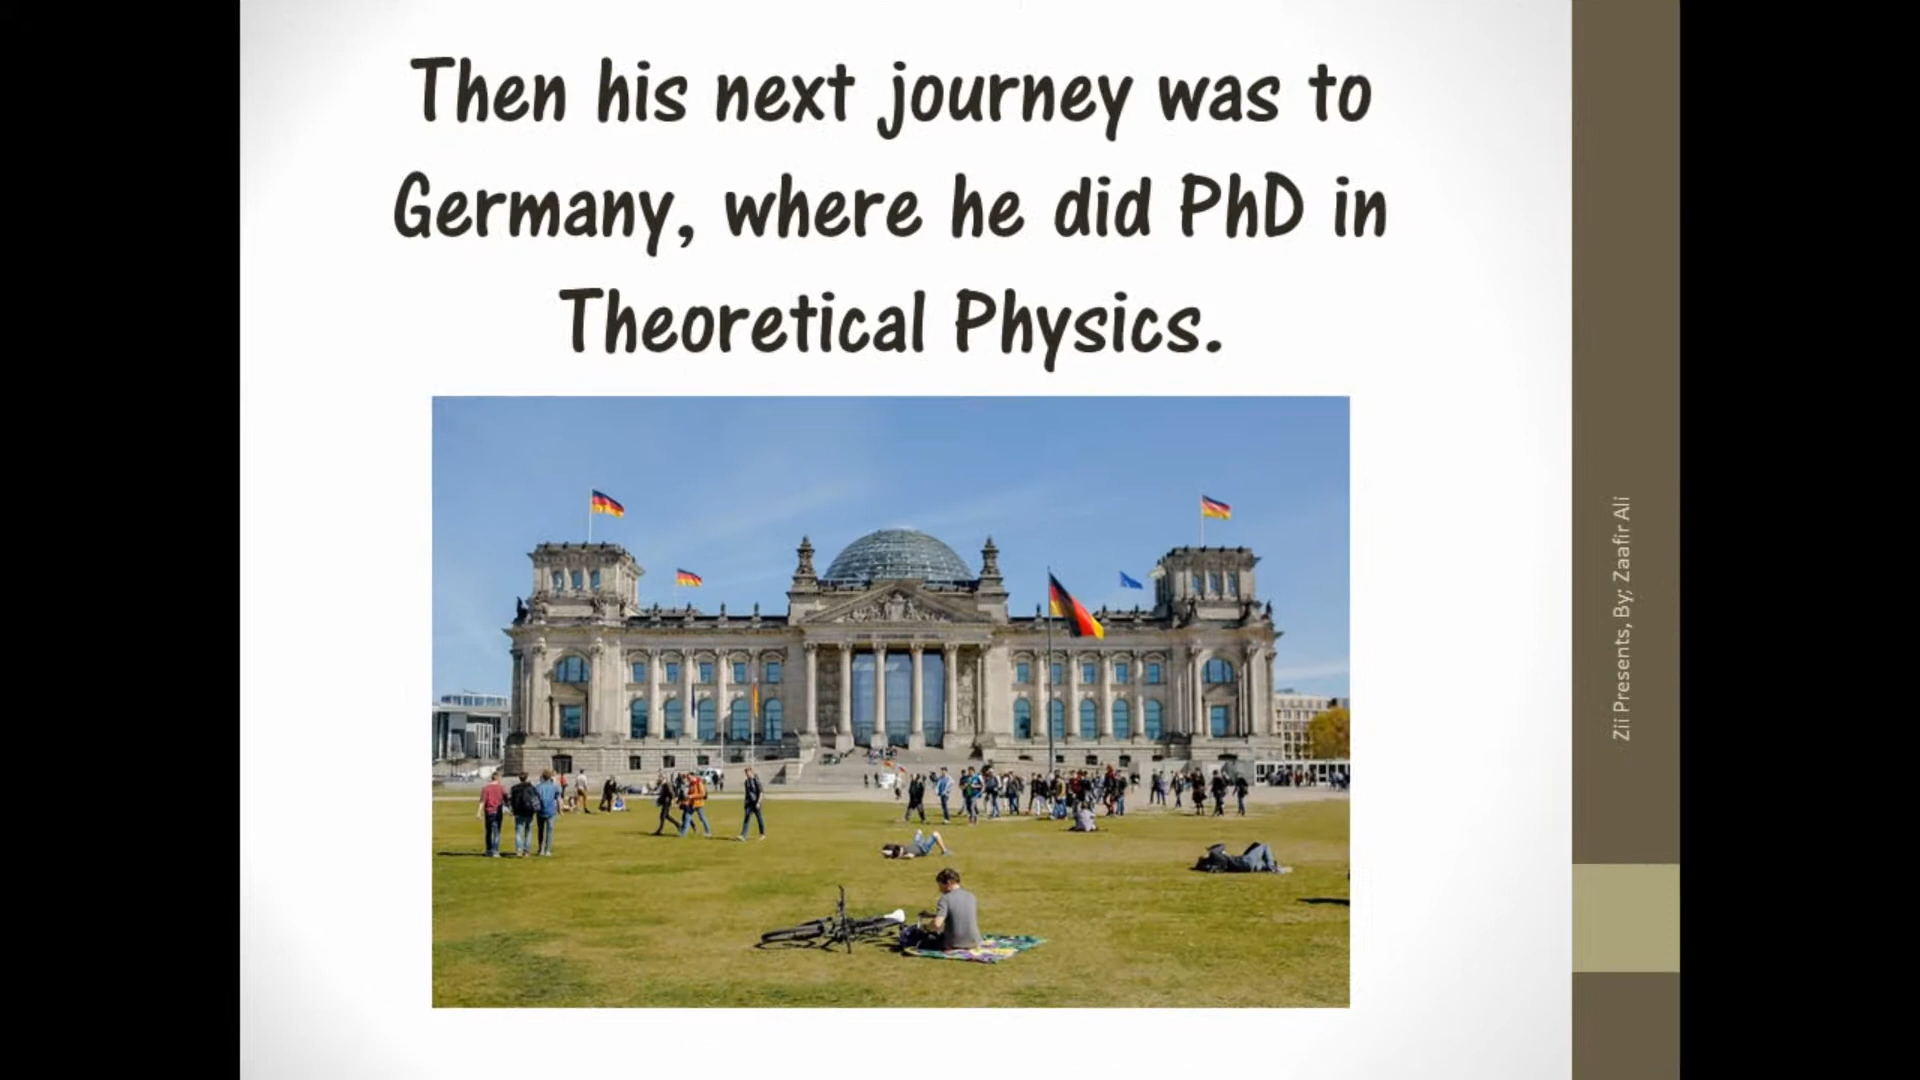 Then his next journey was to
Germany, where he did PhD in
Theoretical Physics.
Zii Presents, By; Zaafir Ali